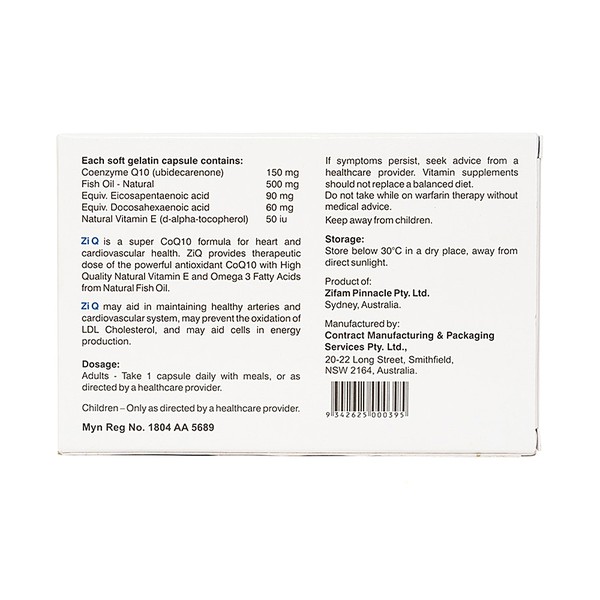 Each soft gelatin capsule contains:
Coenzyme Q10 (ubidecarenone) 150 mg
Fish Oil - Natural 500 mg
Equiv. Eicosapentaenoic acid 90 mg
Equiv. Docosahexaenoic acid 60 mg
Natural Vitamin E (d-alpha-tocopherol) 50 iu
Zi Q is a super CoQ10 formula for heart and
cardiovascular health. ZiQ provides therapeutic
dose of the powerful antioxidant CoQ10 with High
Quality Natural Vitamin E and Omega 3 Fatty Acids
from Natural Fish Oil.
Zi Q may aid in maintaining healthy arteries and
cardiovascular system, may prevent the oxidation of
LDL Cholesterol, and may aid cells in energy
production.
Dosage:
Adults - Take 1 capsule daily with meals, or as
directed by a healthcare provider.
Children – Only as directed by a healthcare provider.
Myn Reg No. 1804 AA 5689
If symptoms persist, seek advice from a
healthcare provider. Vitamin supplements
should not replace a balanced diet.
Do not take while on warfarin therapy without
medical advice.
Keep away from children.
Storage:
Store below 30°C in a dry place, away from
direct sunlight.
Product of:
Zifam Pinnacle Pty. Ltd.
Sydney, Australia.
Manufactured by:
Contract Manufacturing & Packaging
Services Pty. Ltd.,
20-22 Long Street, Smithfield,
NSW 2164, Australia.
9 342625 000395